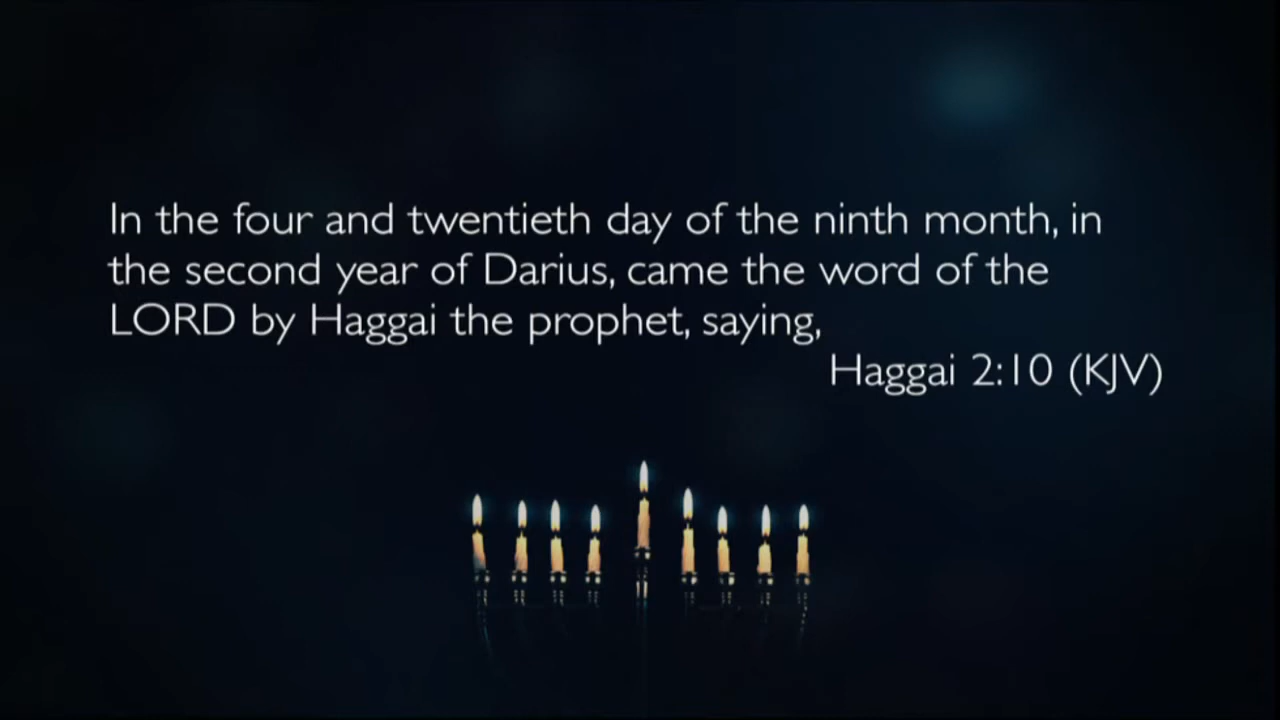 In the four and twentieth day of the ninth month, in
the second year of Darius, came the word of the
LORD by Haggai the prophet, saying,
Haggai 2:10 (KJV)